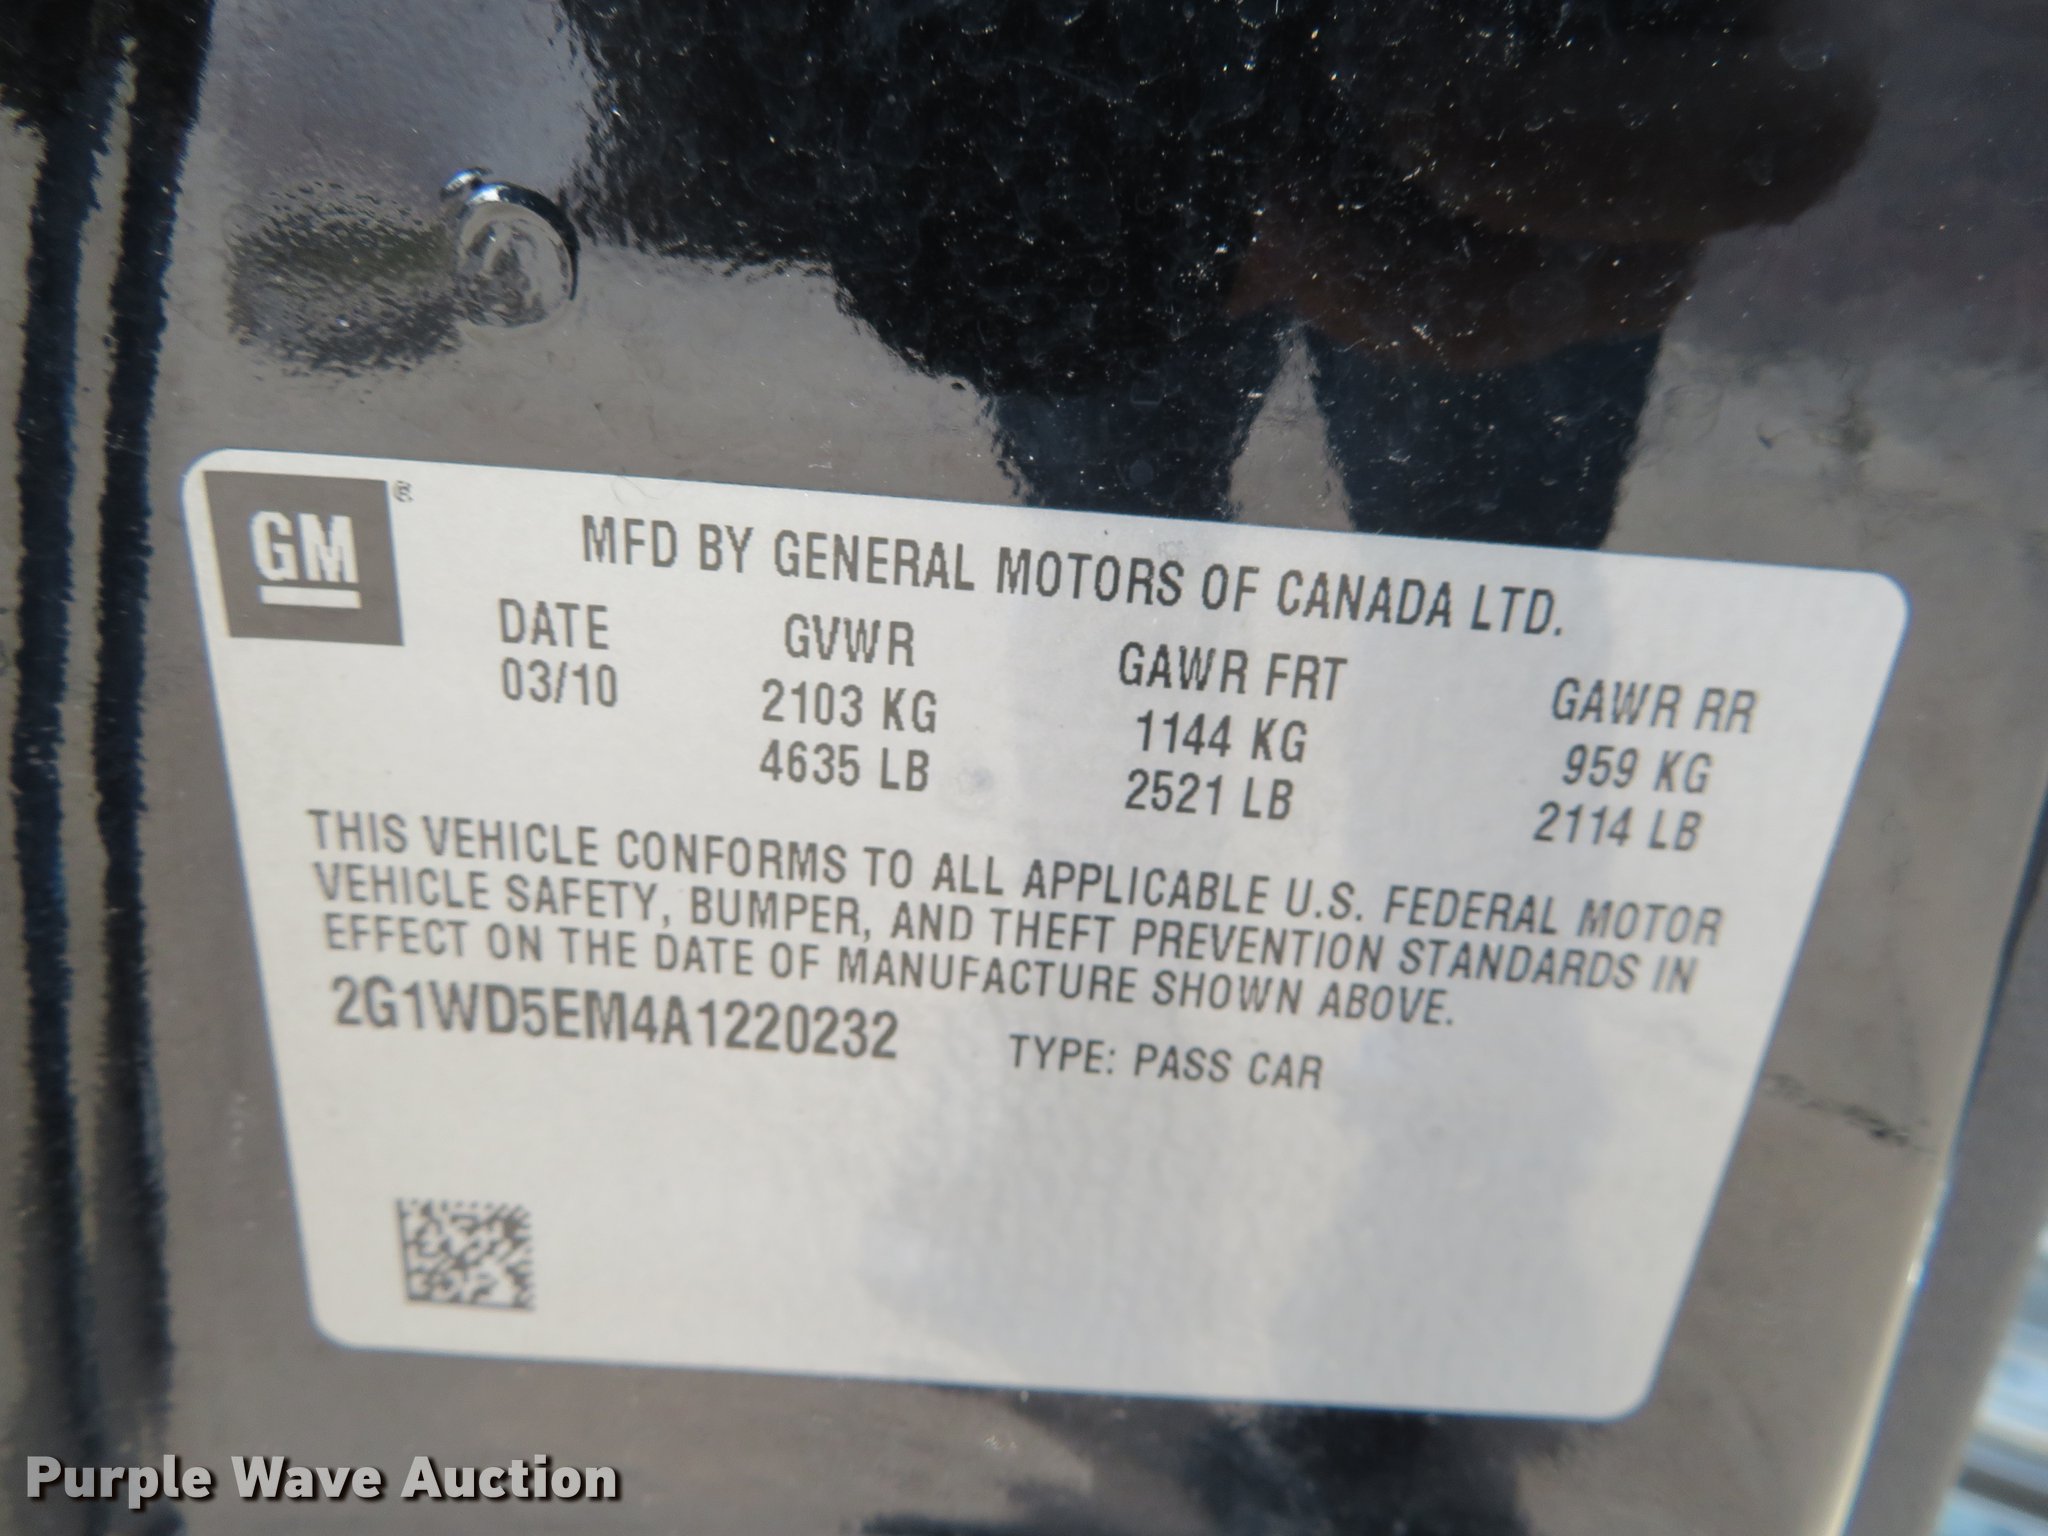 GM ®
MFD BY GENERAL MOTORS OF CANADA LTD.
DATE GVWR GAWR FRT GAWR RR
03/10 2103 KG 1144 KG 959 KG
4635 LB 2521 LB 2114 LB
THIS VEHICLE CONFORMS TO ALL APPLICABLE U.S. FEDERAL MOTOR
VEHICLE SAFETY, BUMPER, AND THEFT PREVENTION STANDARDS IN
EFFECT ON THE DATE OF MANUFACTURE SHOWN ABOVE.
2G1WD5EM4A1220232 TYPE: PASS CAR
Purple Wave Auction